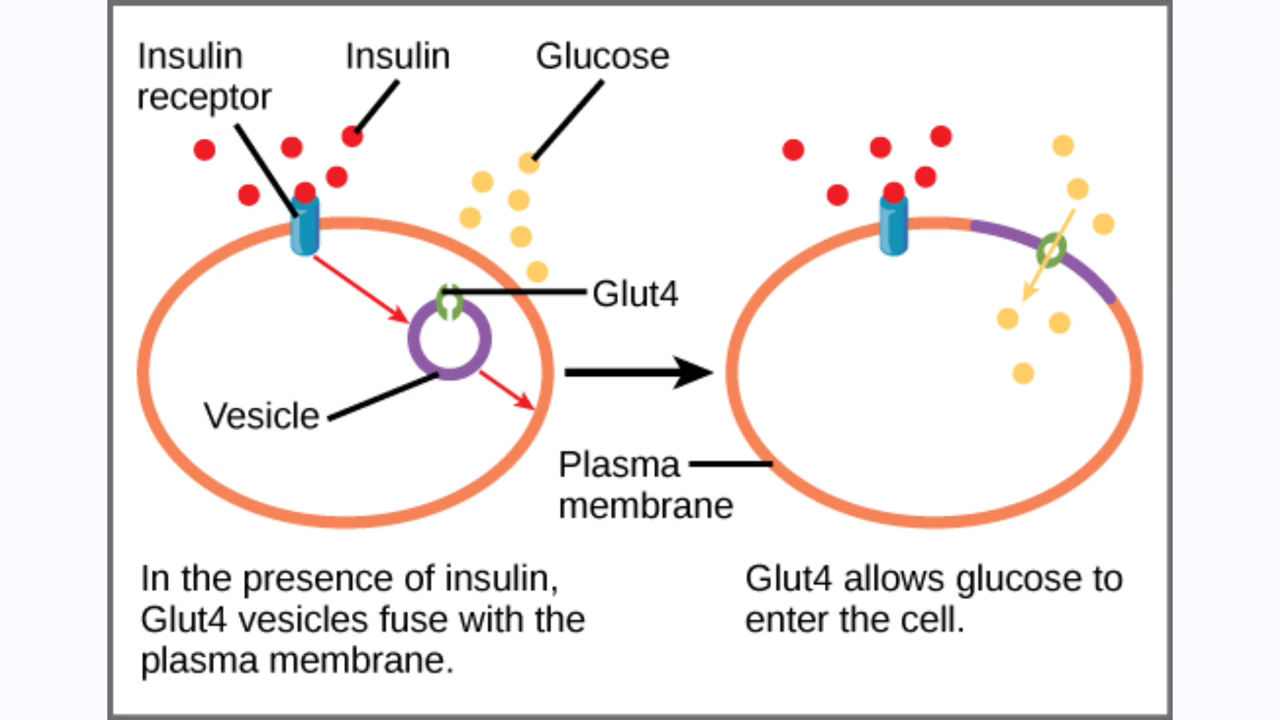 Insulin
receptor
Insulin
Glucose
Glut4
Vesicle
Plasma
membrane
In the presence of insulin,
Glut4 vesicles fuse with the
plasma membrane.
Glut4 allows glucose to
enter the cell.